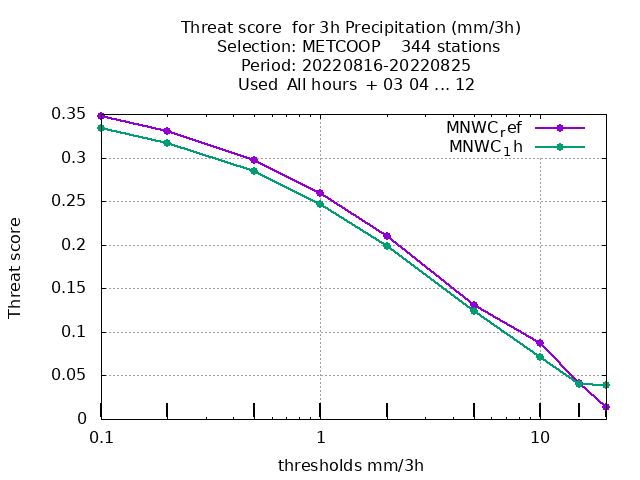 Threat score  for 3h Precipitation (mm/3h)
Selection: METCOOP    344 stations
Period: 20220816-20220825
Used  All hours  + 03 04 ... 12
0.35
0.3
0.25
0.2
0.15
0.1
0.05
0
Threat score
MNWC_ref
MNWC_1h
0.1
1
10
thresholds mm/3h